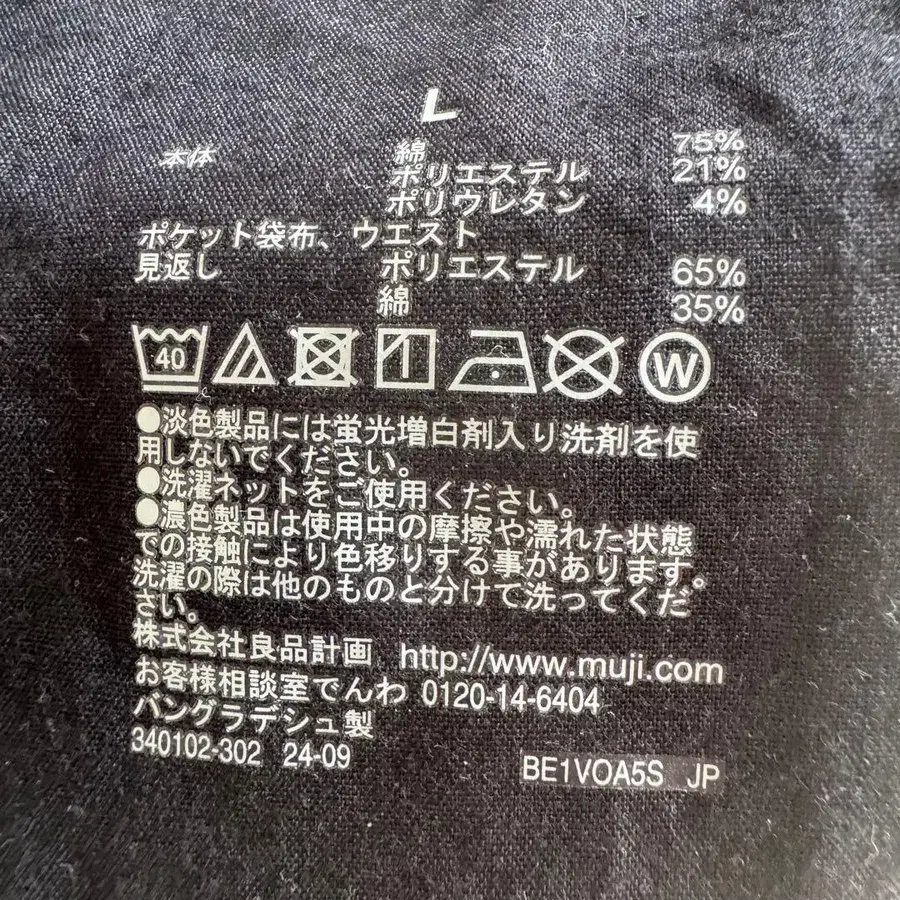 L
本体 綿 75%
ポリエステル 21%
ポリウレタン 4%
ポケット袋布、ウエスト
見返し ポリエステル 65%
綿 35%
40 W
●淡色製品には蛍光増白剤入り洗剤を使
用しないでください。
●洗濯ネットをご使用ください。
●濃色製品は使用中の摩擦や濡れた状態
での接触により色移りする事があります。
洗濯の際は他のものと分けて洗ってくだ
さい。
株式会社良品計画 http://www.muji.com
お客様相談室でんわ 0120-14-6404
バングラデシュ製
340102-302 24-09
BE1VOA5S JP